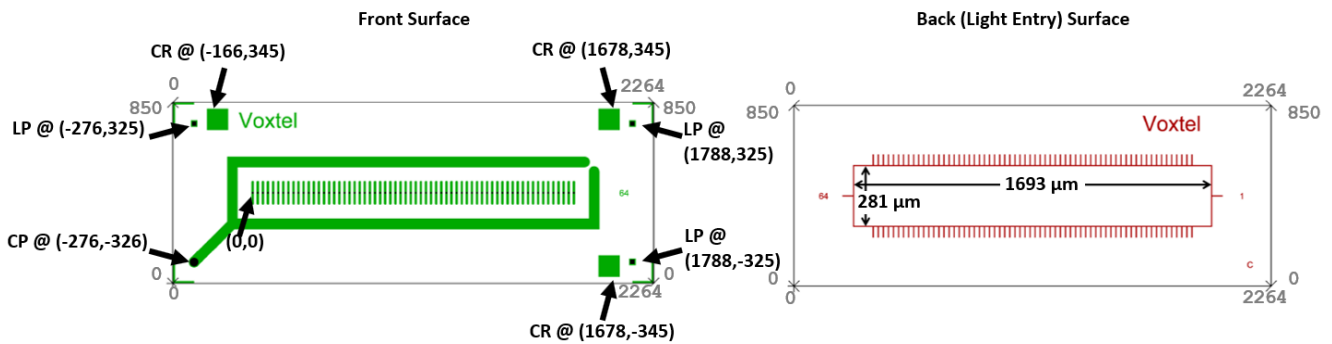 Front Surface
Back (Light Entry) Surface
CR @ (-166,345)
CR @ (1678,345)
0
2264
850
850
LP @ (-276,325)
Voxtel
LP @
(1788,325)
64
CP @ (-276,-326)
(0,0)
LP @
(1788,-325)
0
0
0
2264
CR @ (1678,-345)
0
2264
850
850
Voxtel
1693 µm
281 µm
64
1
C
0
0
0
2264